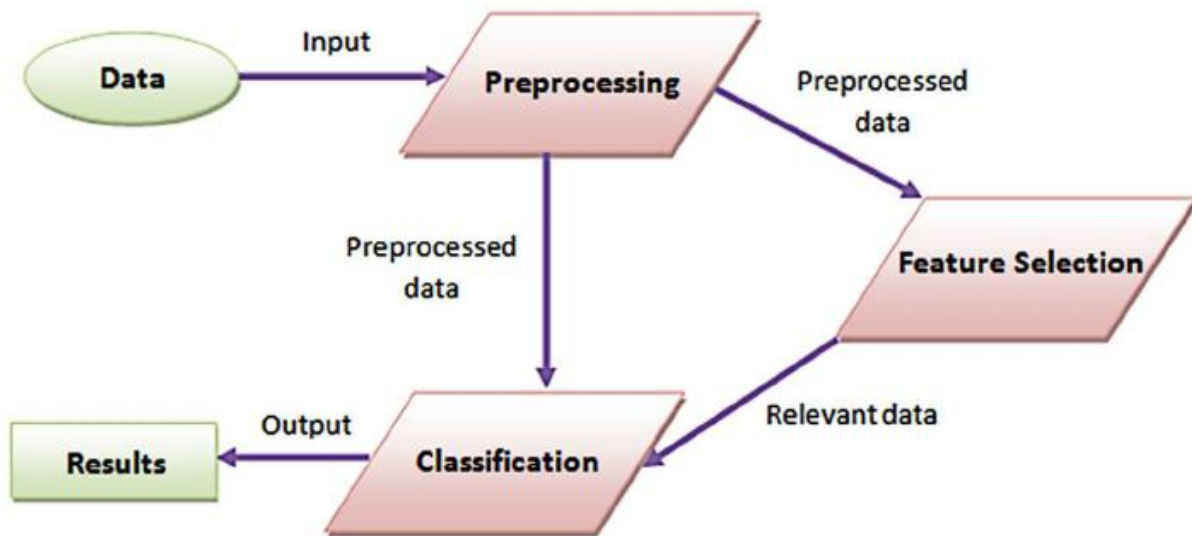 Data
Input
Preprocessing
Preprocessed
data
Preprocessed
data
Feature Selection
Relevant data
Classification
Output
Results